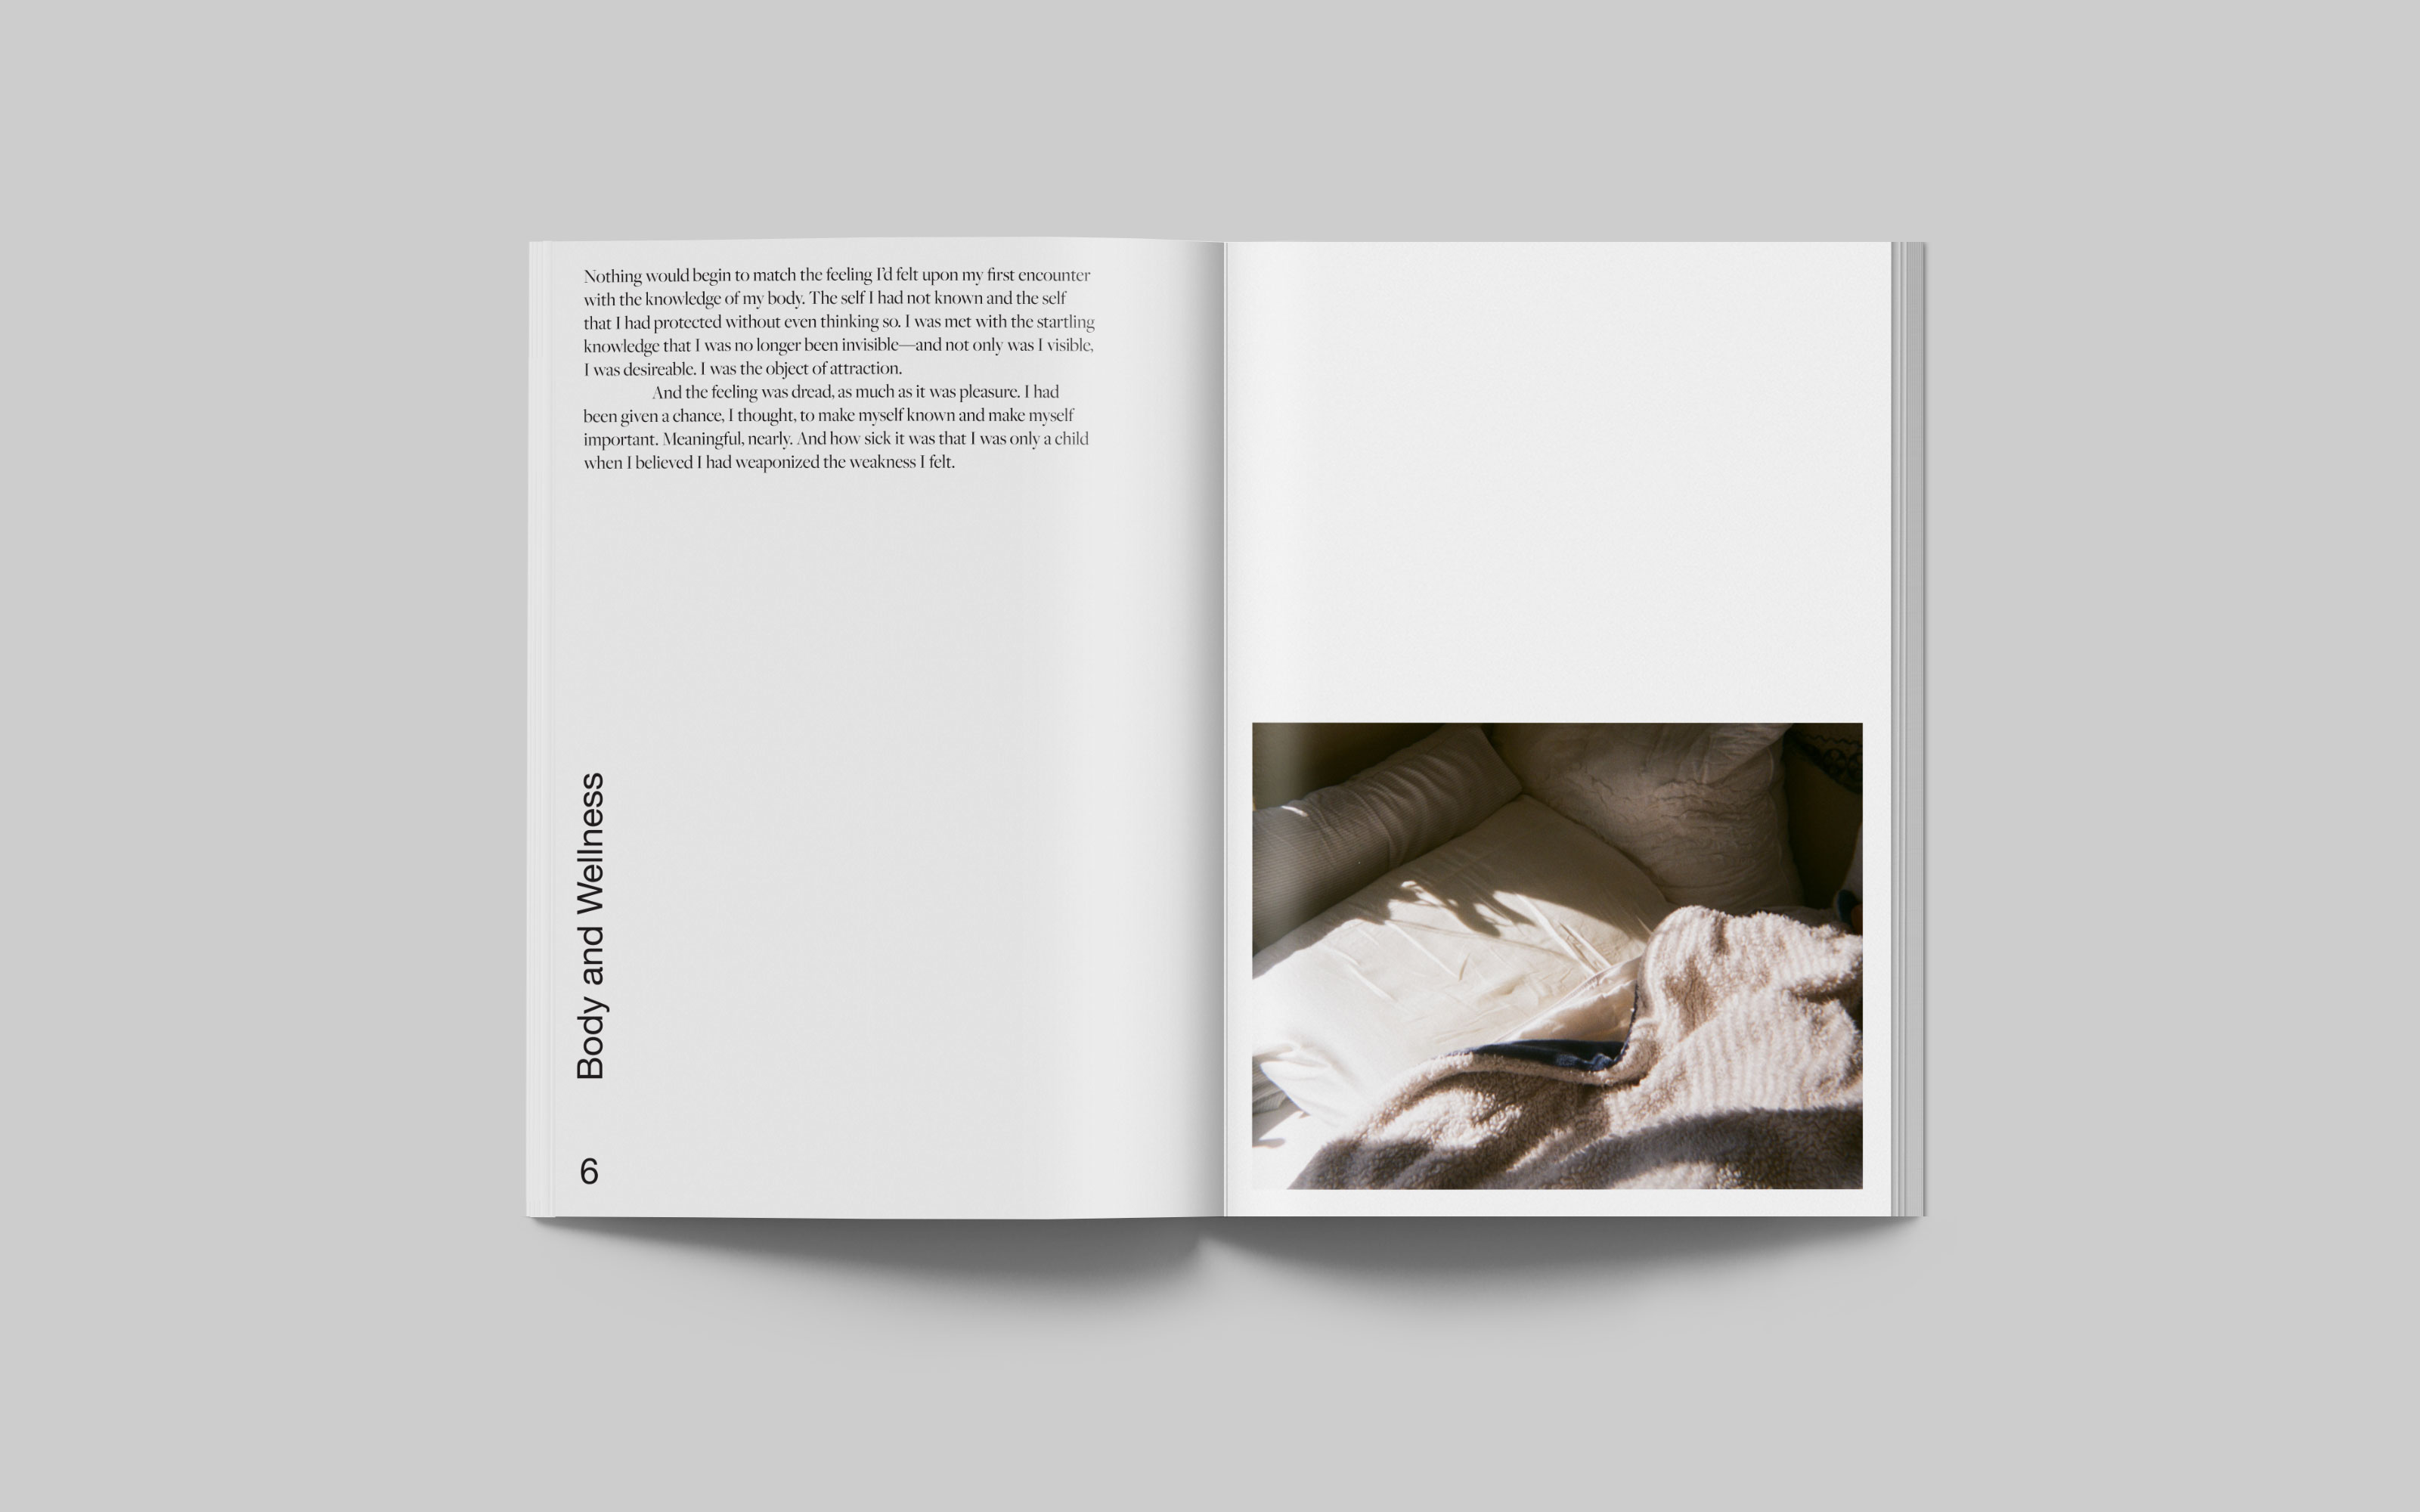 Nothing would begin to match the feeling I’d felt upon my first encounter
with the knowledge of my body. The self I had not known and the self
that I had protected without even thinking so. I was met with the startling
knowledge that I was no longer been invisible—and not only was I visible,
I was desireable. I was the object of attraction.
And the feeling was dread, as much as it was pleasure. I had
been given a chance, I thought, to make myself known and make myself
important. Meaningful, nearly. And how sick it was that I was only a child
when I believed I had weaponized the weakness I felt.
Body and Wellness
6